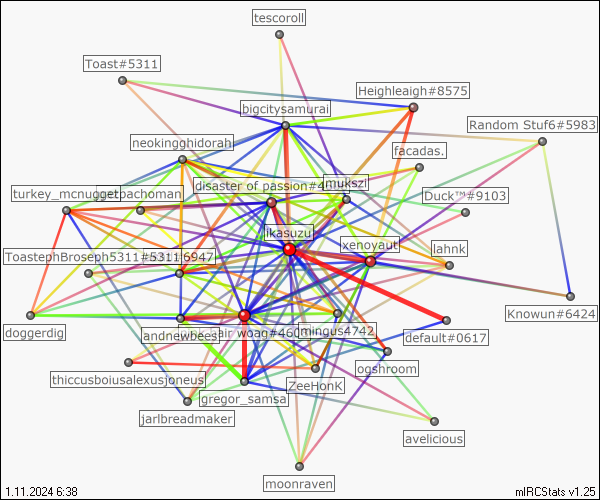 tescoroll
Toast#5311
Heighleaigh#8575
bigcitysamurai
Random Stuf6#5983
neokingghidorah
facadas.
disaster of passion#4
mukszi
turkey_mcnugget
pachoman
Duck™#9103
ikasuzu
xenoyaut
lahnk
ToastephBroseph5311#5311
6947
Knowun#6424
doggerdig
andnewbees
woag#460
mingus4742
default#0617
ogshroom
thiccusboiusalexusjoneus
ZeeHonK
gregor_samsa
jarlbreadmaker
avelicious
moonraven
1.11.2024 6:38
mIRCStats v1.25